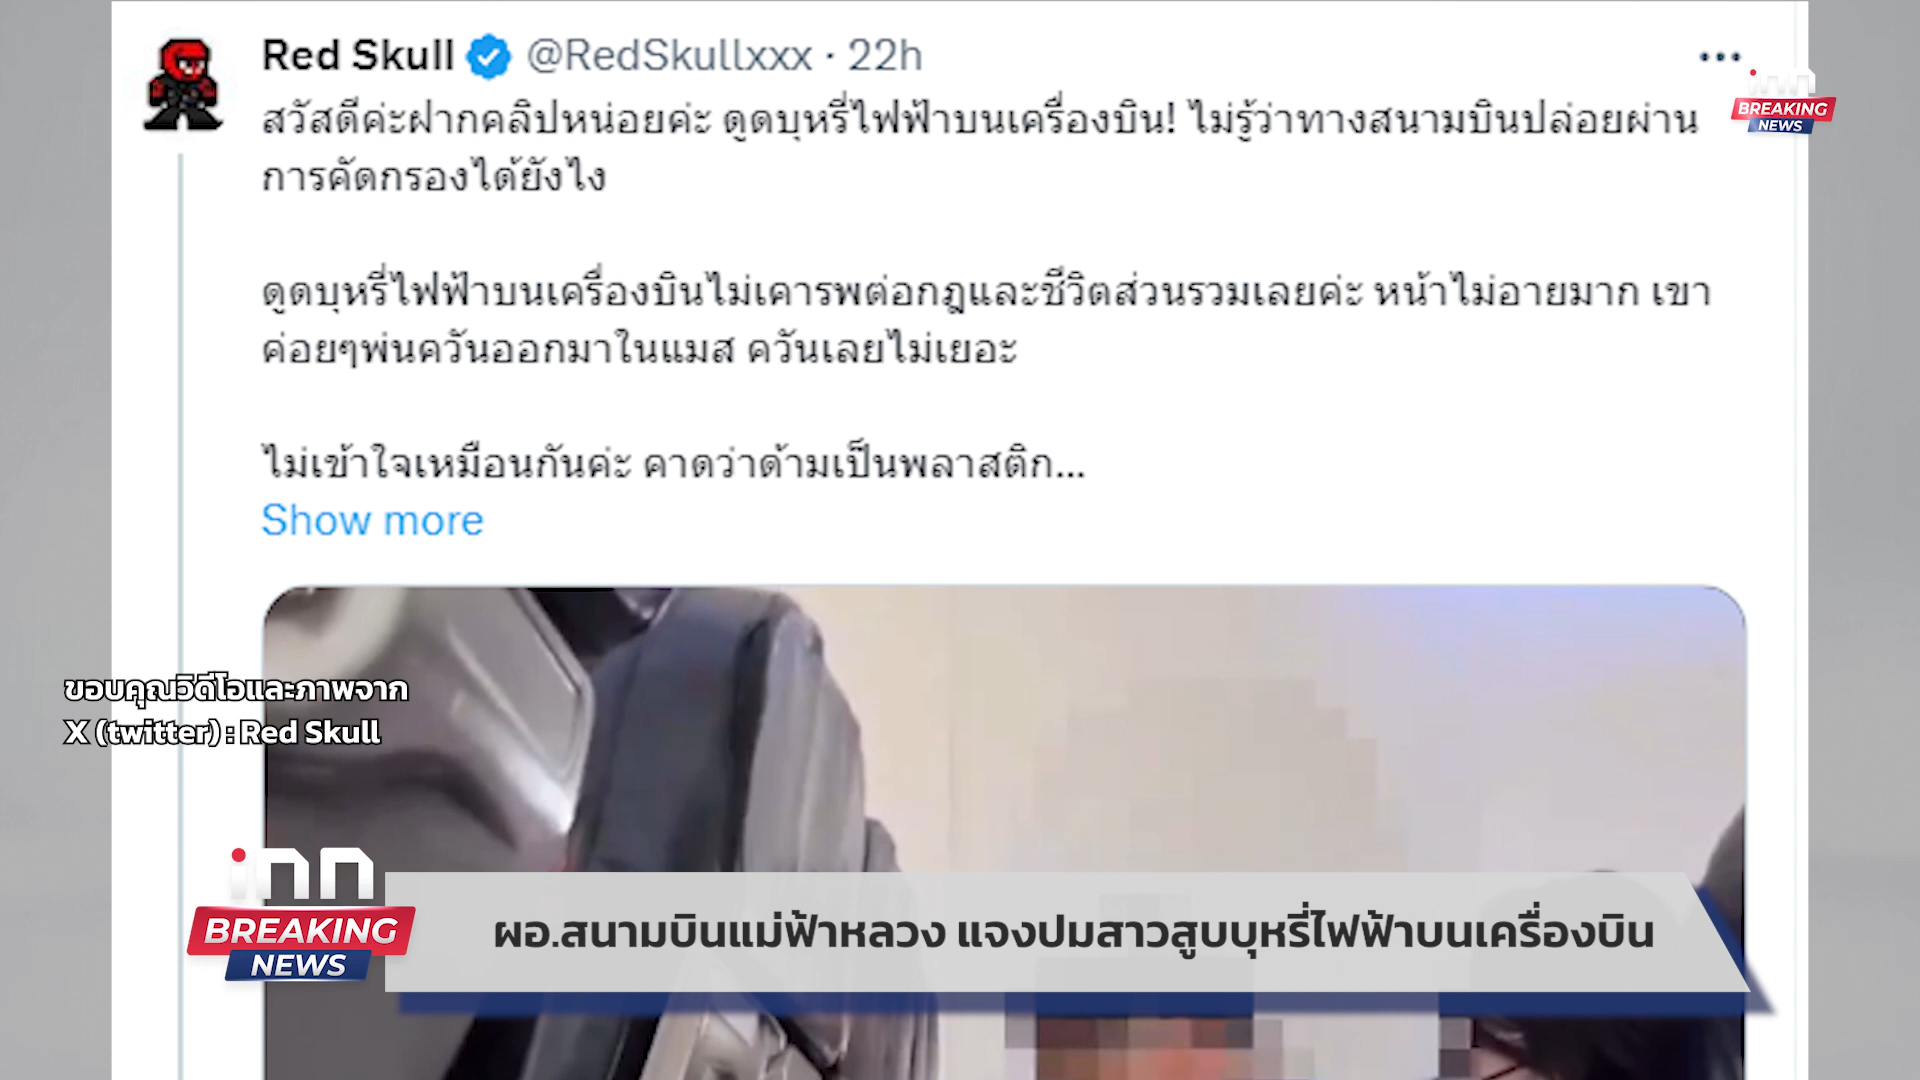 Red Skull @RedSkullxxx · 22h
สวัสดีค่ะฝากคลิปหน่อยค่ะ ดูดบุหรี่ไฟฟ้าบนเครื่องบิน! ไม่รู้ว่าทางสนามบินปล่อยผ่าน
การคัดกรองได้ยังไง
ดูดบุหรี่ไฟฟ้าบนเครื่องบินไม่เคารพต่อกฎและชีวิตส่วนรวมเลยค่ะ หน้าไม่อายมาก เขา
ค่อยๆพ่นควันออกมาในแมส ควันเลยไม่เยอะ
ไม่เข้าใจเหมือนกันค่ะ คาดว่าด้ามเป็นพลาสติก...
Show more
inn
BREAKING
NEWS
ขอบคุณวิดีโอและภาพจาก
X (twitter) : Red Skull
inn
BREAKING
NEWS
ผอ.สนามบินแม่ฟ้าหลวง แจงปมสาวสูบบุหรี่ไฟฟ้าบนเครื่องบิน